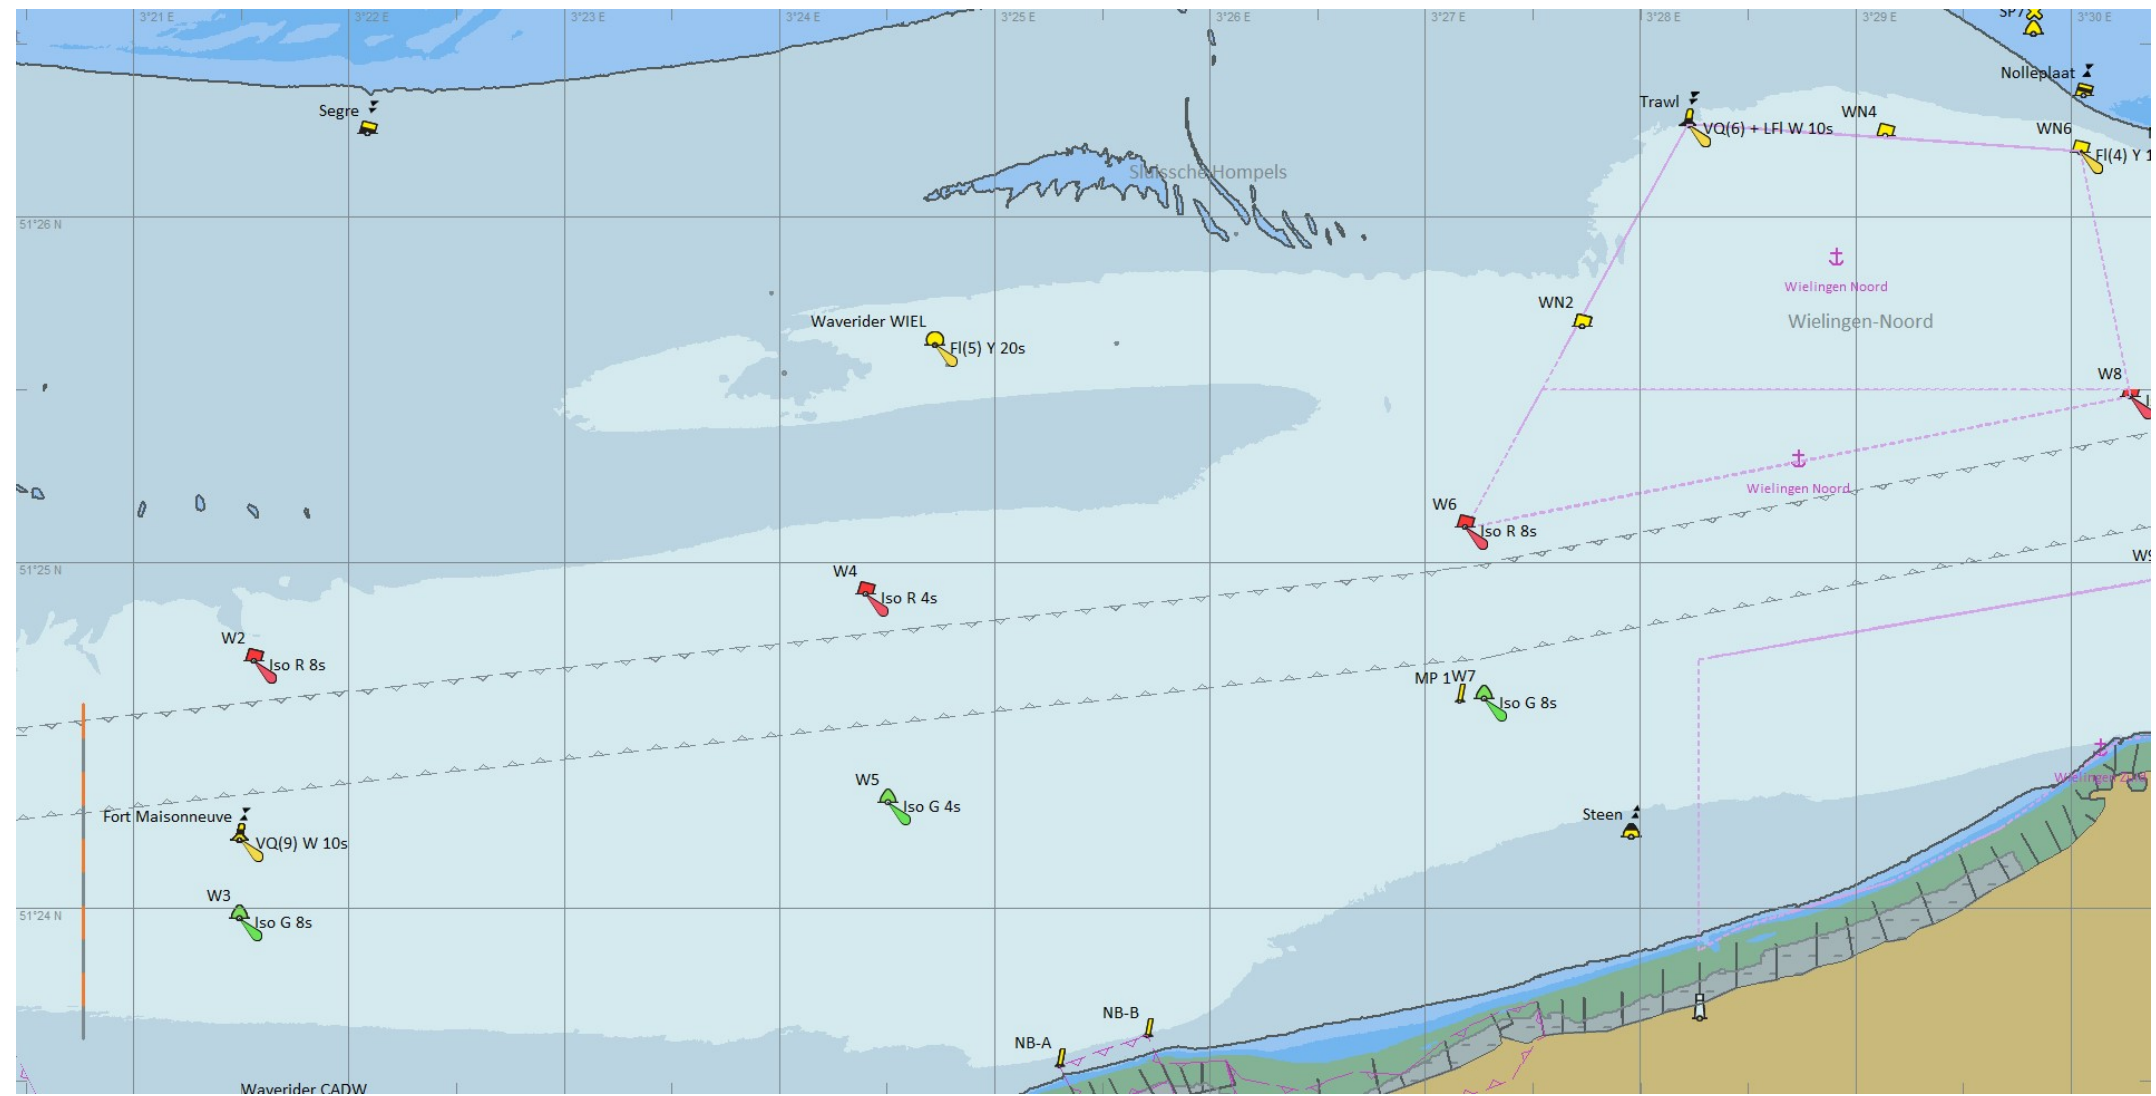 3°21 E
3°22 E
3°23 E
3°24 E
3°25 E
3°26 E
3°27 E
3°28 E
3°29 E
3°30 E
SP7
Nolleplaat
Segre
Trawl
VQ(6) + LFl W 10s
WN4
WN6
Fl(4) Y 1
Sluissche Hompels
51°26 N
Wielingen Noord
WN2
Waverider WIEL
Wielingen-Noord
Fl(5) Y 20s
W8
Wielingen Noord
W6
Iso R 8s
W9
51°25 N
W4
Iso R 4s
W2
Iso R 8s
MP 1
W7
Iso G 8s
Wielingen Zuid
W5
Iso G 4s
Fort Maisonneuve
Steen
VQ(9) W 10s
W3
51°24 N
Iso G 8s
NB-B
NB-A
Waverider CADW